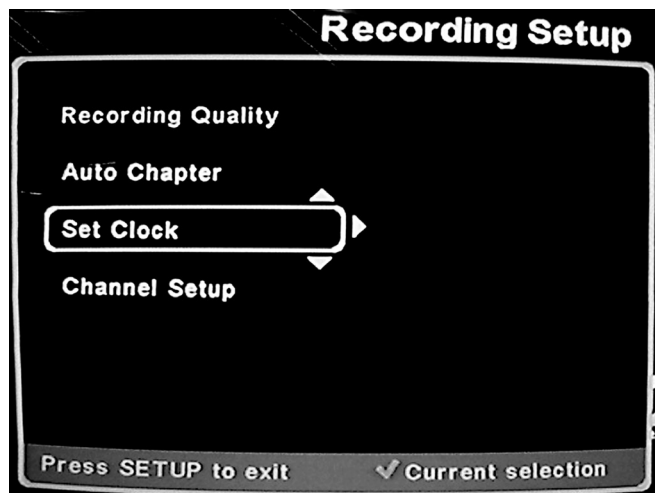 Recording Setup
Recording Quality
Auto Chapter
Set Clock
Channel Setup
Press SETUP to exit
Current selection